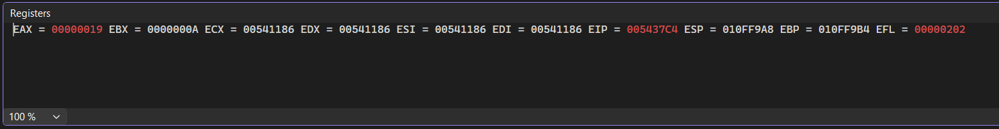 Registers
EAX = 00000019 EBX = 0000000A ECX = 00541186 EDX = 00541186 ESI = 00541186 EDI = 00541186 EIP = 005437C4 ESP = 010FF9A8 EBP = 010FF9B4 EFL = 00000202
100 %